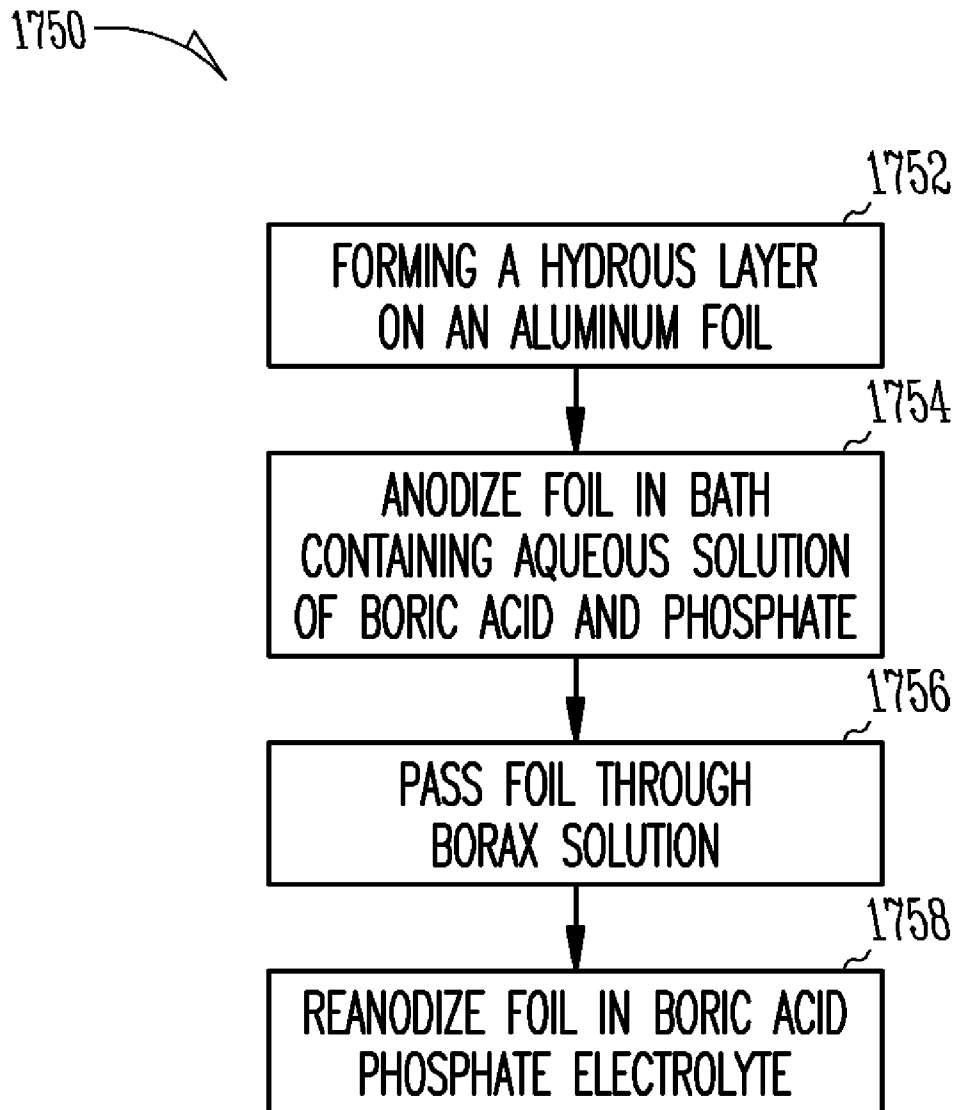 1750
1752
FORMING A HYDROUS LAYER
ON AN ALUMINUM FOIL
1754
ANODIZE FOIL IN BATH
CONTAINING AQUEOUS SOLUTION
OF BORIC ACID AND PHOSPHATE
1756
PASS FOIL THROUGH
BORAX SOLUTION
1758
REANODIZE FOIL IN BORIC ACID
PHOSPHATE ELECTROLYTE